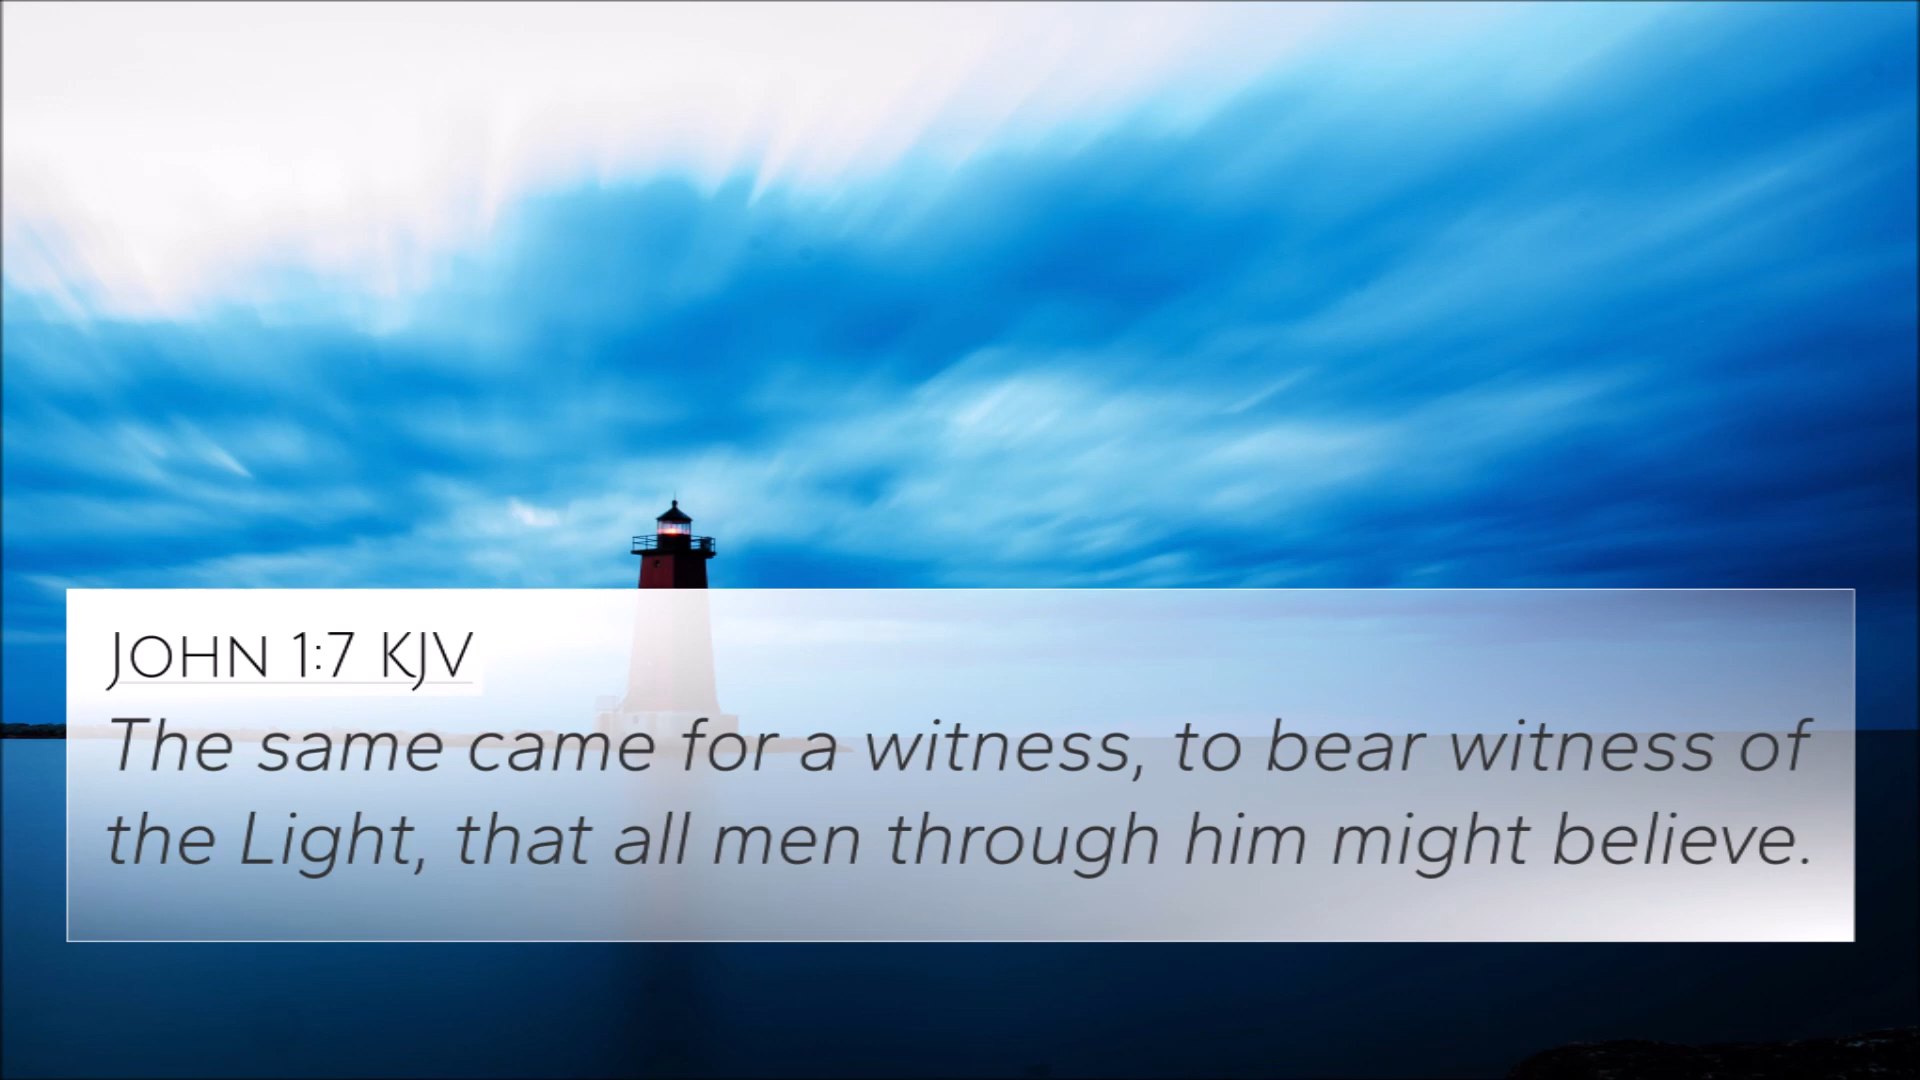 John 1:7 KJV
The same came for a witness, to bear witness of
the Light, that all men through him might believe.